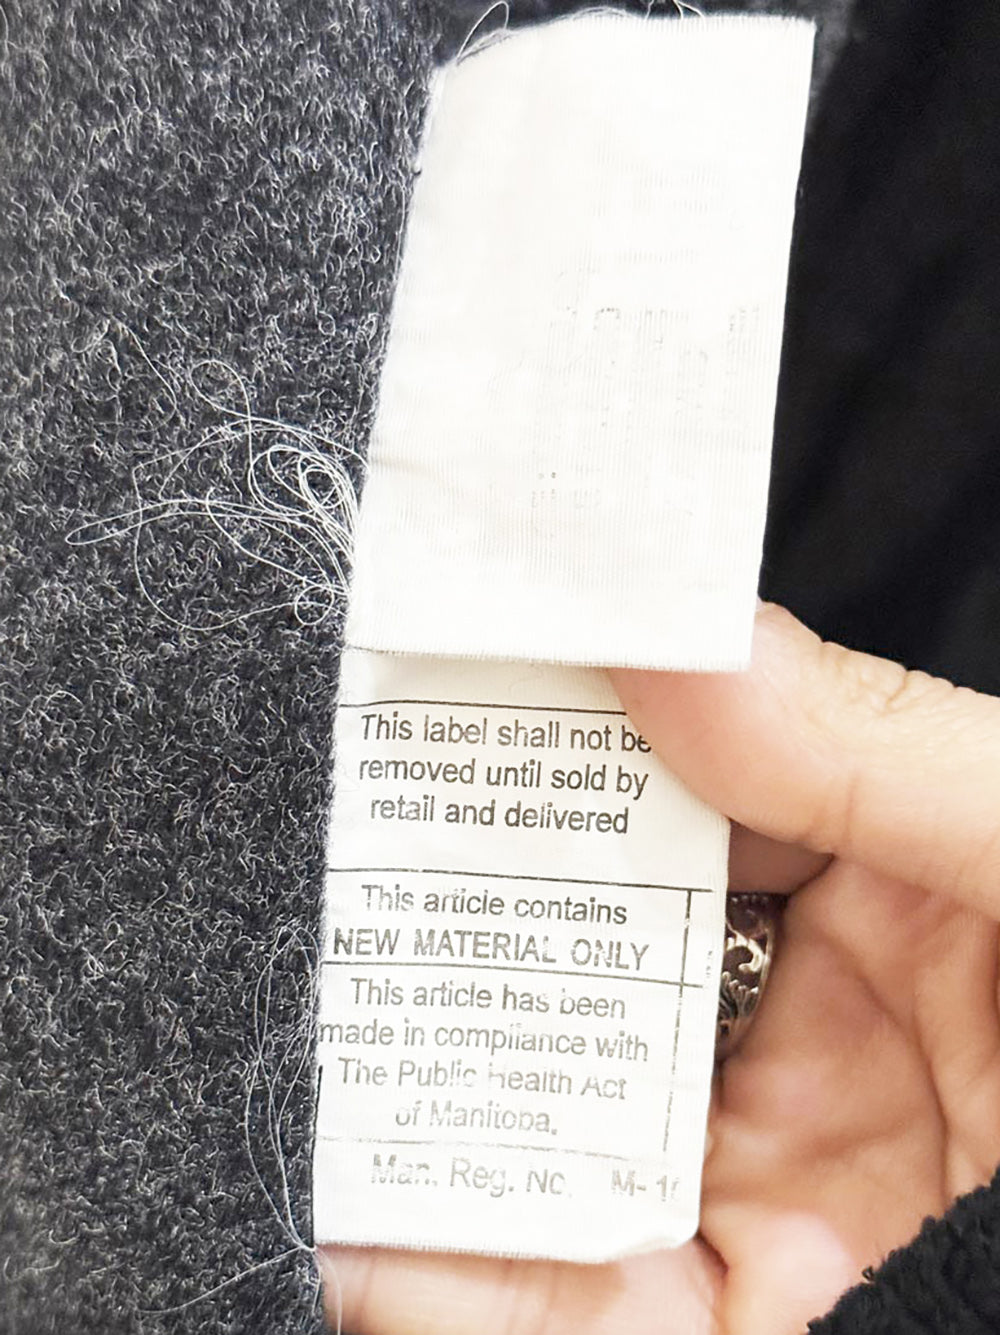 This label shall not be
removed until sold by
retail and delivered
This article contains
NEW MATERIAL ONLY
This article has been
made in compliance with
The Public Health Act
of Manitoba.
Man. Reg. No. M-